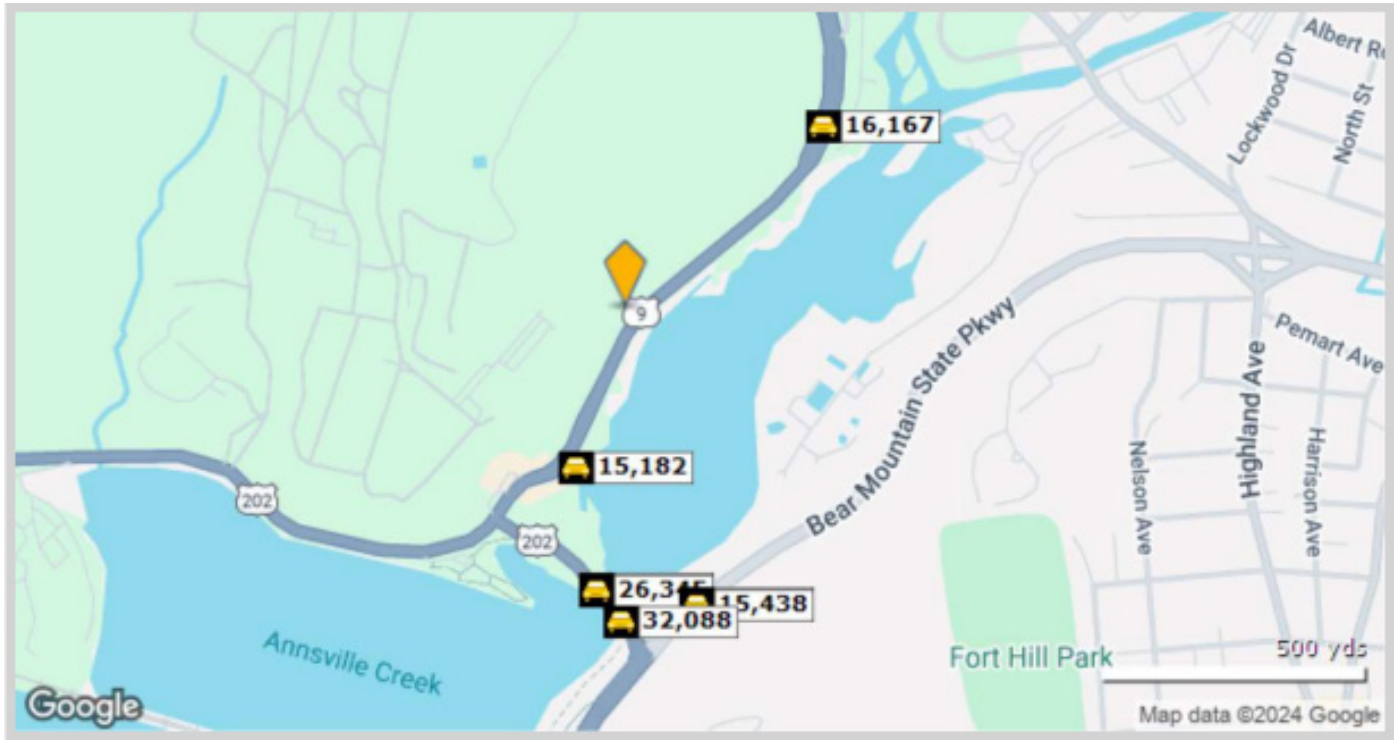 Albert
Lockwood Dr
North St
16,167
9
Bear Mountain State Pkwy
Pemart Ave
Highland Ave
Harrison Ave
Nelson Ave
15,182
202
202
26,345
15,438
32,088
Annsville Creek
Fort Hill Park
500 yds
Google
Map data ©2024 Google